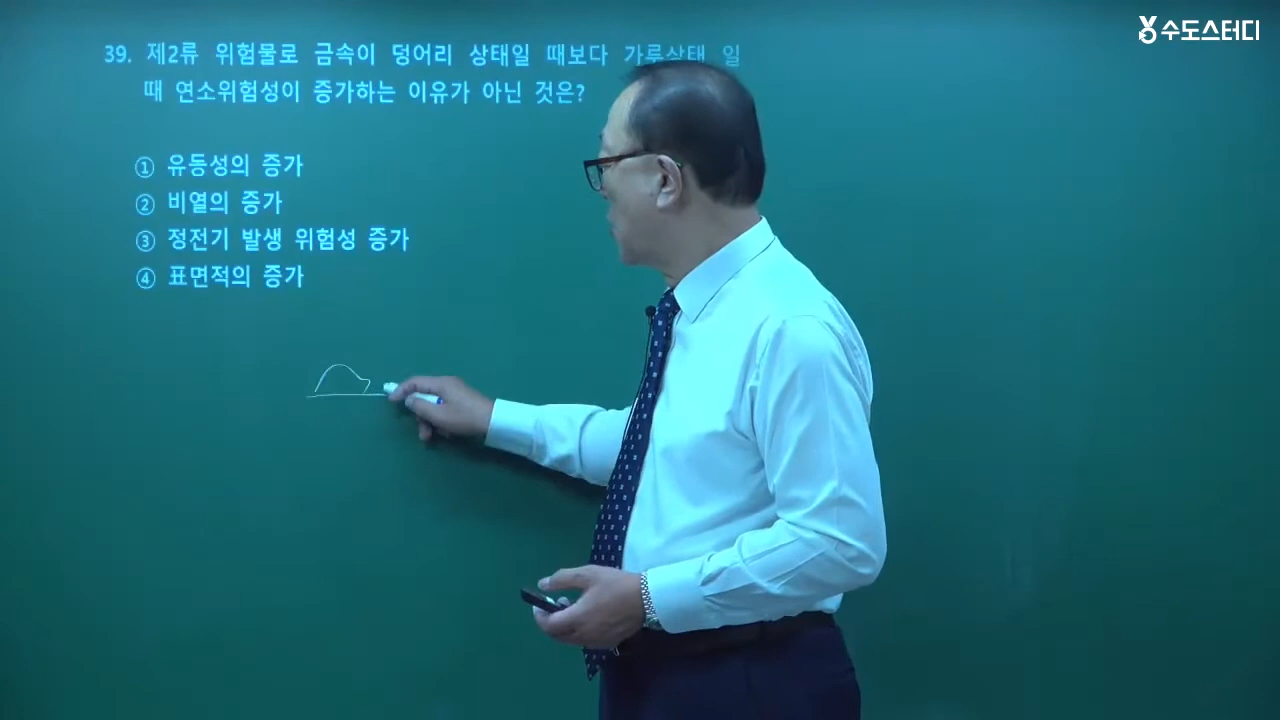 수도스터디
39. 제2류 위험물로 금속이 덩어리 상태일 때보다 가루상태 일
때 연소위험성이 증가하는 이유가 아닌 것은?
① 유동성의 증가
② 비열의 증가
③ 정전기 발생 위험성 증가
④ 표면적의 증가